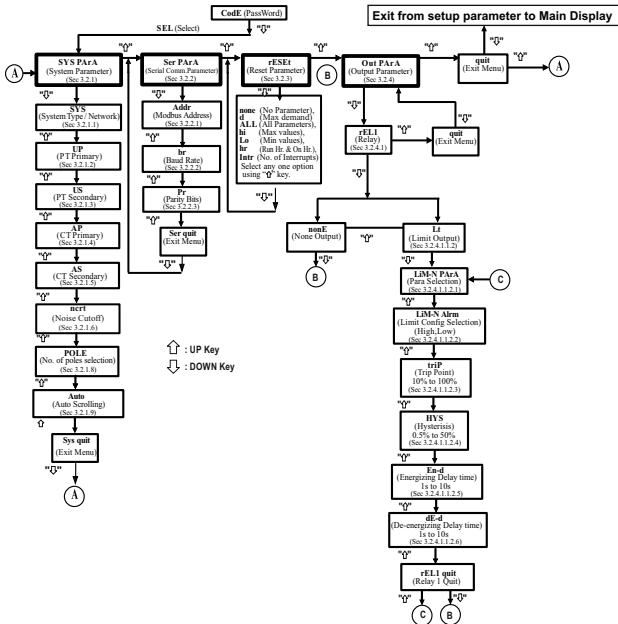 CodE (PassWord)
Exit from setup parameter to Main Display
SEL (Select)
"⇩"
"⇩"
"⇧"
"⇧"
"⇧"
"⇧"
"⇧"
A
SYS PArA
(System Parameter)
(Sec 3.2.1)
Ser PArA
(Serial Comm.Parameter)
(Sec 3.2.2)
rESEt
(Reset Parameter)
(Sec 3.2.3)
B
Out PArA
(Output Parameter)
(Sec 3.2.4)
quit
(Exit Menu)
"⇧"
A
"⇩"
"⇩"
"⇩"
"⇩"
"⇩"
SYS
(System Type / Network)
(Sec 3.2.1.1)
"⇧"
UP
(PT Primary)
(Sec 3.2.1.2)
"⇧"
US
(PT Secondary)
(Sec 3.2.1.3)
"⇧"
AP
(CT Primary)
(Sec 3.2.1.4)
"⇧"
AS
(CT Secondary)
(Sec 3.2.1.5)
"⇧"
ncrt
(Noise Cutoff)
(Sec 3.2.1.6)
"⇧"
POLE
(No. of poles selection)
(Sec 3.2.1.8)
"⇧"
Auto
(Auto Scrolling)
(Sec 3.2.1.9)
⇧
Sys quit
(Exit Menu)
"⇩"
A
Addr
(Modbus Address)
(Sec 3.2.2.1)
"⇧"
br
(Baud Rate)
(Sec 3.2.2.2)
"⇧"
Pr
(Parity Bits)
(Sec 3.2.2.3)
"⇧"
Ser quit
(Exit Menu)
"⇩"
none (No Parameter),
d (Max demand)
ALL (All Parameters),
hi (Max values),
Lo (Min values),
hr (Run Hr. & On Hr.),
Intr (No. of Interrupts)
Select any one option
using "⇧" key.
"⇩"
rEL1
(Relay)
(Sec 3.2.4.1)
"⇧"
quit
(Exit Menu)
"⇩"
nonE
(None Output)
"⇧"
Lt
(Limit Output)
(Sec 3.2.4.1.1.2)
"⇩"
B
"⇩"
LiM-N PArA
(Para Selection)
(Sec 3.2.4.1.1.2.1)
C
"⇧"
LiM-N Alrm
(Limit Config Selection)
(High,Low)
(Sec 3.2.4.1.1.2.2)
"⇧"
triP
(Trip Point)
10% to 100%
(Sec 3.2.4.1.1.2.3)
"⇧"
HYS
(Hysterisis)
0.5% to 50%
(Sec 3.2.4.1.1.2.4)
"⇧"
En-d
(Energizing Delay time)
1s to 10s
(Sec 3.2.4.1.1.2.5)
"⇧"
dE-d
(De-energizing Delay time)
1s to 10s
(Sec 3.2.4.1.1.2.6)
"⇧"
rEL1 quit
(Relay 1 Quit)
"⇧"
"⇩"
C
B
⇧ : UP Key
⇩ : DOWN Key